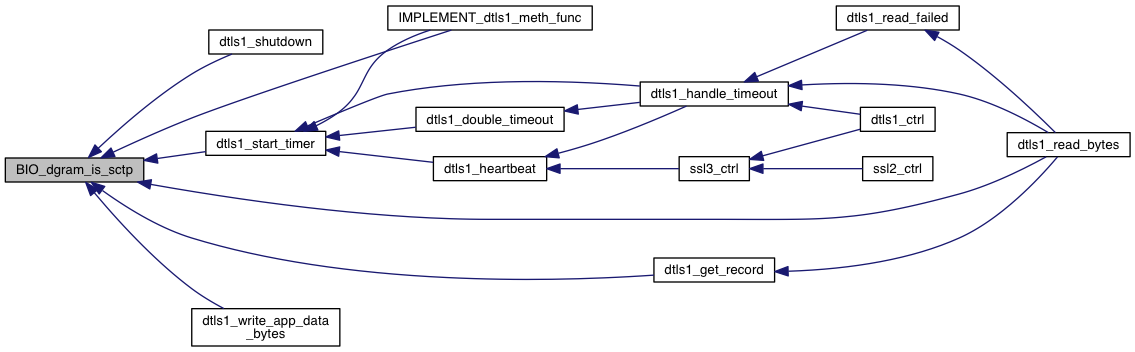 IMPLEMENT_dtls1_meth_func
dtls1_read_failed
dtls1_shutdown
dtls1_handle_timeout
dtls1_double_timeout
dtls1_ctrl
dtls1_start_timer
dtls1_read_bytes
BIO_dgram_is_sctp
dtls1_heartbeat
ssl3_ctrl
ssl2_ctrl
dtls1_get_record
dtls1_write_app_data
_bytes